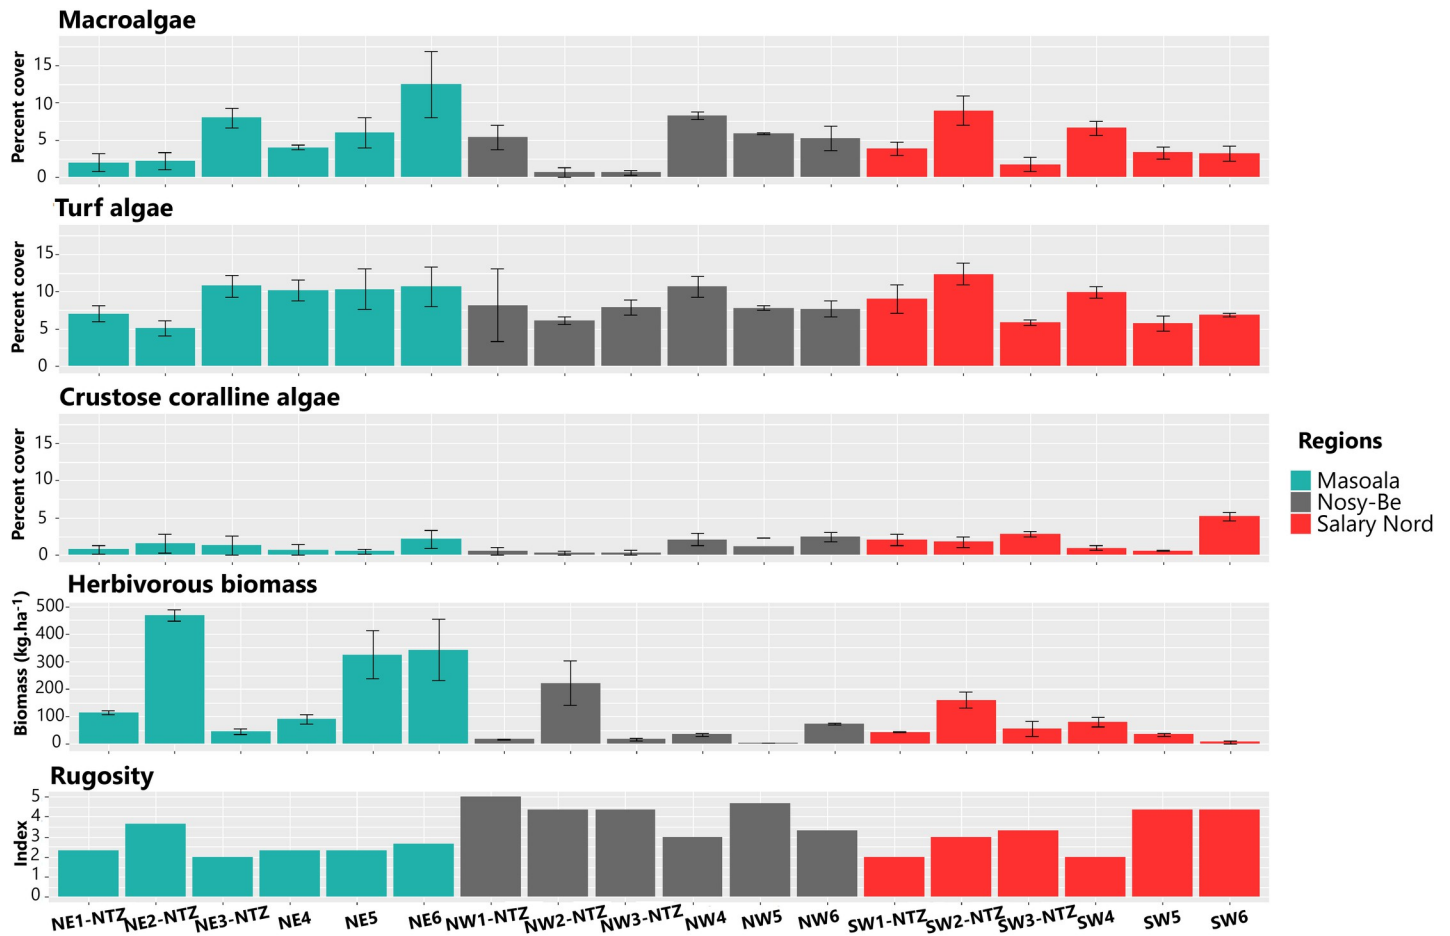 Macroalgae
Percent cover
15
10
5
0
Turf algae
Percent cover
15
10
5
0
Crustose coralline algae
Percent cover
15
10
5
0
Herbivorous biomass
Biomass (kg.ha⁻¹)
500
400
300
200
100
0
Rugosity
Index
5
4
3
2
1
0
NE1-NTZ NE2-NTZ NE3-NTZ NE4 NE5 NE6 NW1-NTZ NW2-NTZ NW3-NTZ NW4 NW5 NW6 SW1-NTZ SW2-NTZ SW3-NTZ SW4 SW5 SW6
Regions
Masoala
Nosy-Be
Salary Nord